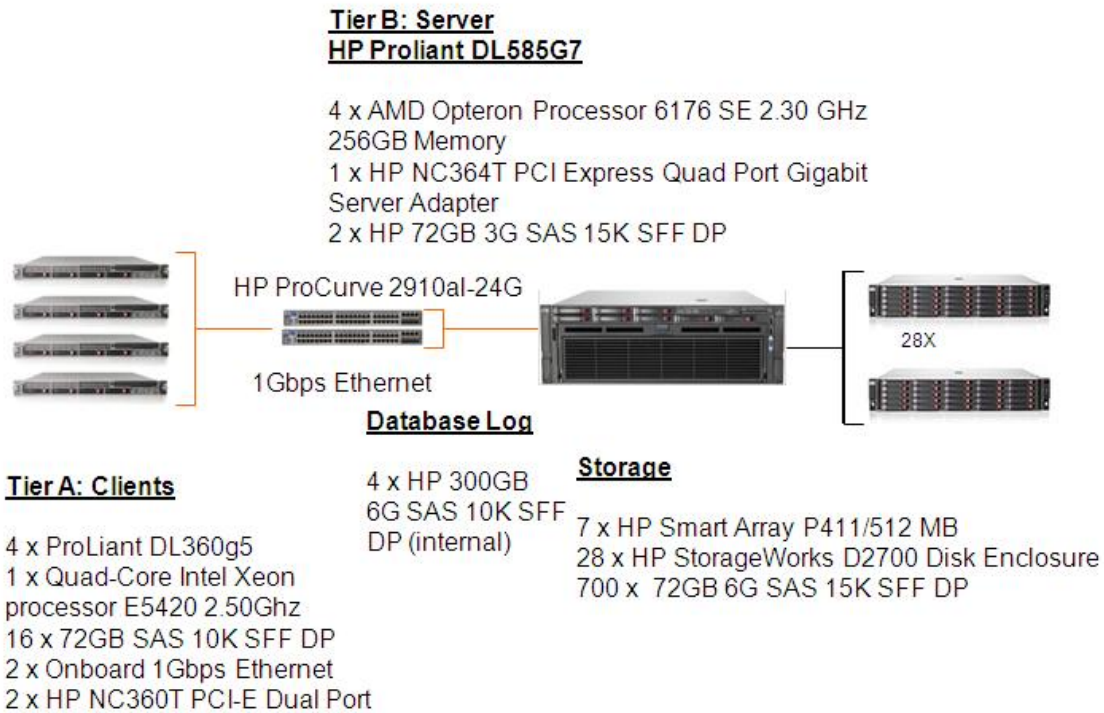 Tier B: Server
HP Proliant DL585G7
4 x AMD Opteron Processor 6176 SE 2.30 GHz
256GB Memory
1 x HP NC364T PCI Express Quad Port Gigabit
Server Adapter
2 x HP 72GB 3G SAS 15K SFF DP
HP ProCurve 2910al-24G
1Gbps Ethernet
28X
Database Log
4 x HP 300GB
6G SAS 10K SFF
DP (internal)
Storage
7 x HP Smart Array P411/512 MB
28 x HP StorageWorks D2700 Disk Enclosure
700 x 72GB 6G SAS 15K SFF DP
Tier A: Clients
4 x ProLiant DL360g5
1 x Quad-Core Intel Xeon
processor E5420 2.50Ghz
16 x 72GB SAS 10K SFF DP
2 x Onboard 1Gbps Ethernet
2 x HP NC360T PCI-E Dual Port